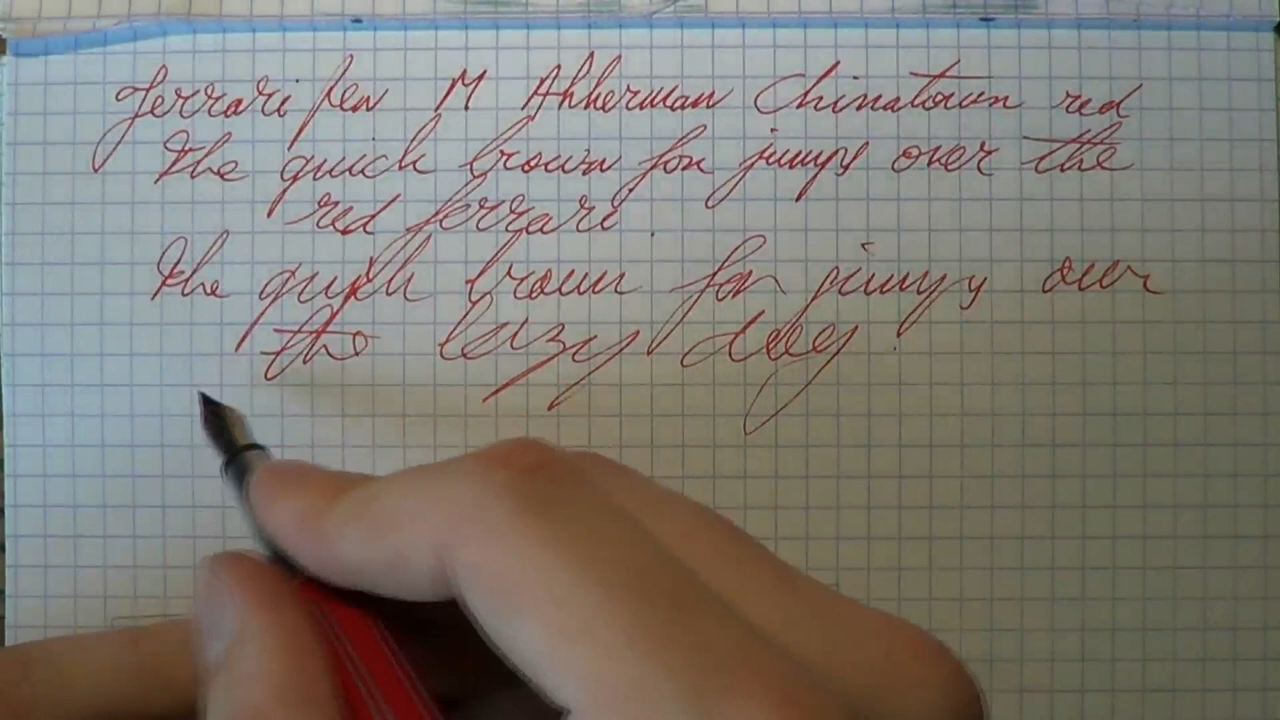 Ferrari Pen M Akkerman Chinatown red
The quick brown fox jumps over the
red ferrari.
The quick brown fox jumps over
the lazy dog.